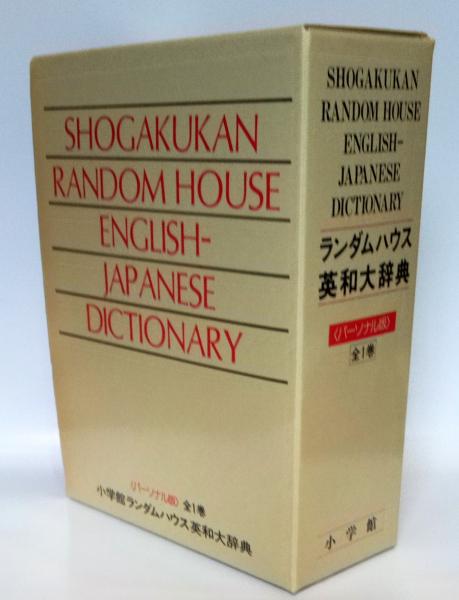 SHOGAKUKAN
RANDOM HOUSE
ENGLISH-
JAPANESE
DICTIONARY
〈パーソナル版〉 全1巻
小学館ランダムハウス英和大辞典
SHOGAKUKAN
RANDOM HOUSE
ENGLISH-
JAPANESE
DICTIONARY
ランダムハウス
英和大辞典
〈パーソナル版〉
全1巻
小学館